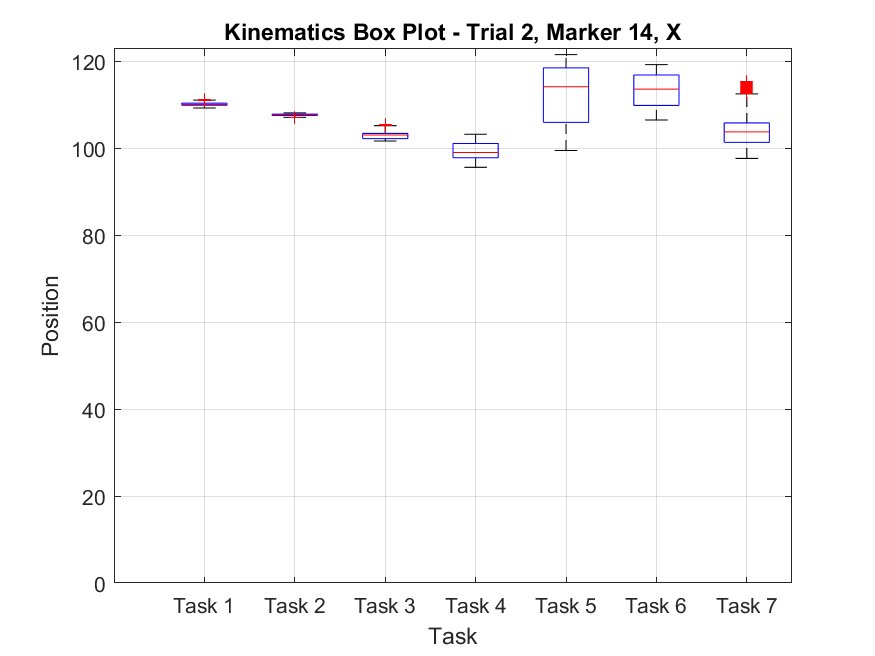 Kinematics Box Plot - Trial 2, Marker 14, X
120
100
80
60
40
20
0
Position
Task 1 Task 2 Task 3 Task 4 Task 5 Task 6 Task 7
Task